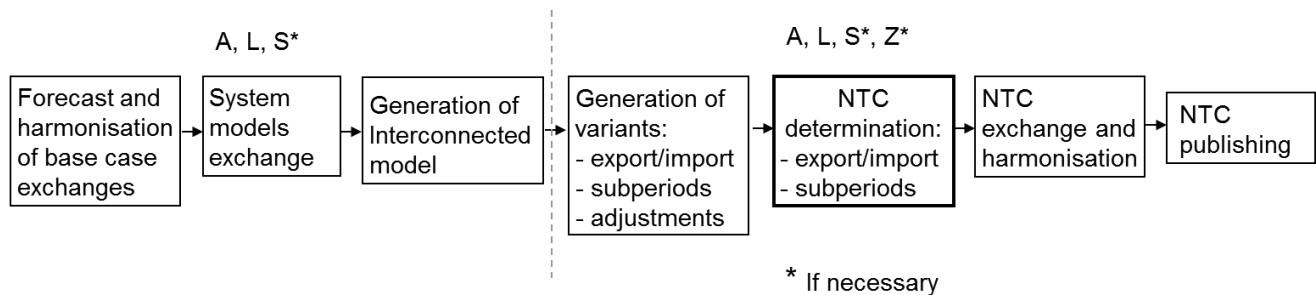 A, L, S*
A, L, S*, Z*
Forecast and
harmonisation
of base case
exchanges
System
models
exchange
Generation of
Interconnected
model
Generation of
variants:
- export/import
- subperiods
- adjustments
NTC
determination:
- export/import
- subperiods
NTC
exchange and
harmonisation
NTC
publishing
* If necessary